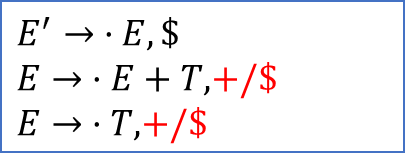 E′ → · E, $
E → · E + T,+/$
E → · T,+/$